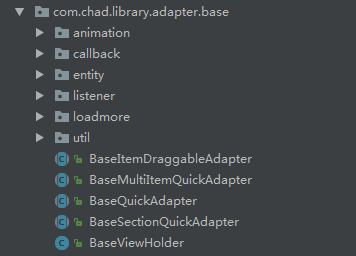 com.chad.library.adapter.base
animation
callback
entity
listener
loadmore
util
BaseItemDraggableAdapter
BaseMultiItemQuickAdapter
BaseQuickAdapter
BaseSectionQuickAdapter
BaseViewHolder